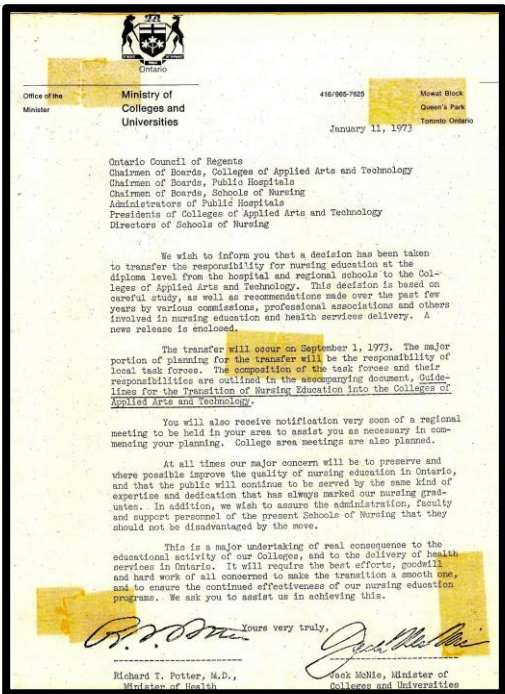 Ontario
Office of the
Minister
Ministry of
Colleges and
Universities
416/965-7625
Mowat Block
Queen's Park
Toronto Ontario
January 11, 1973
Ontario Council of Regents
Chairmen of Boards, Colleges of Applied Arts and Technology
Chairmen of Boards, Public Hospitals
Chairmen of Boards, Schools of Nursing
Administrators of Public Hospitals
Presidents of Colleges of Applied Arts and Technology
Directors of Schools of Nursing
We wish to inform you that a decision has been taken
to transfer the responsibility for nursing education at the
diploma level from the hospital and regional schools to the Col-
leges of Applied Arts and Technology. This decision is based on
careful study, as well as recommendations made over the past few
years by various commissions, professional associations and others
involved in nursing education and health services delivery. A
news release is enclosed.
The transfer will occur on September 1, 1973. The major
portion of planning for the transfer will be the responsibility of
local task forces. The composition of the task forces and their
responsibilities are outlined in the accompanying document, Guide-
lines for the Transition of Nursing Education into the Colleges of
Applied Arts and Technology.
You will also receive notification very soon of a regional
meeting to be held in your area to assist you as necessary in com-
mencing your planning. College area meetings are also planned.
At all times our major concern will be to preserve and
where possible improve the quality of nursing education in Ontario,
and that the public will continue to be served by the same kind of
expertise and dedication that has always marked our nursing grad-
uates. In addition, we wish to assure the administration, faculty
and support personnel of the present Schools of Nursing that they
should not be disadvantaged by the move.
This is a major undertaking of real consequence to the
educational activity of our Colleges, and to the delivery of health
services in Ontario. It will require the best efforts, goodwill
and hard work of all concerned to make the transition a smooth one,
and to ensure the continued effectiveness of our nursing education
programs. We ask you to assist us in achieving this.
Yours very truly,
Richard T. Potter, M.D.,
Minister of Health
Jack McNie, Minister of
Colleges and Universities